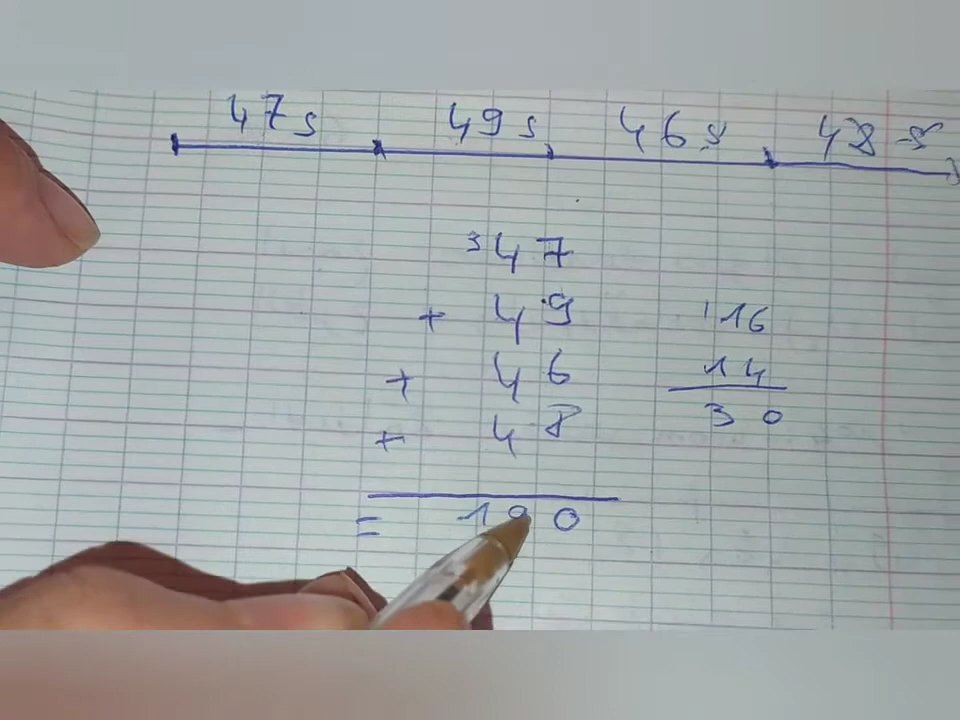 47s 49s 46s 48s
³47
+ 49 ¹16
+ 46 14
+ 48 30
= 190